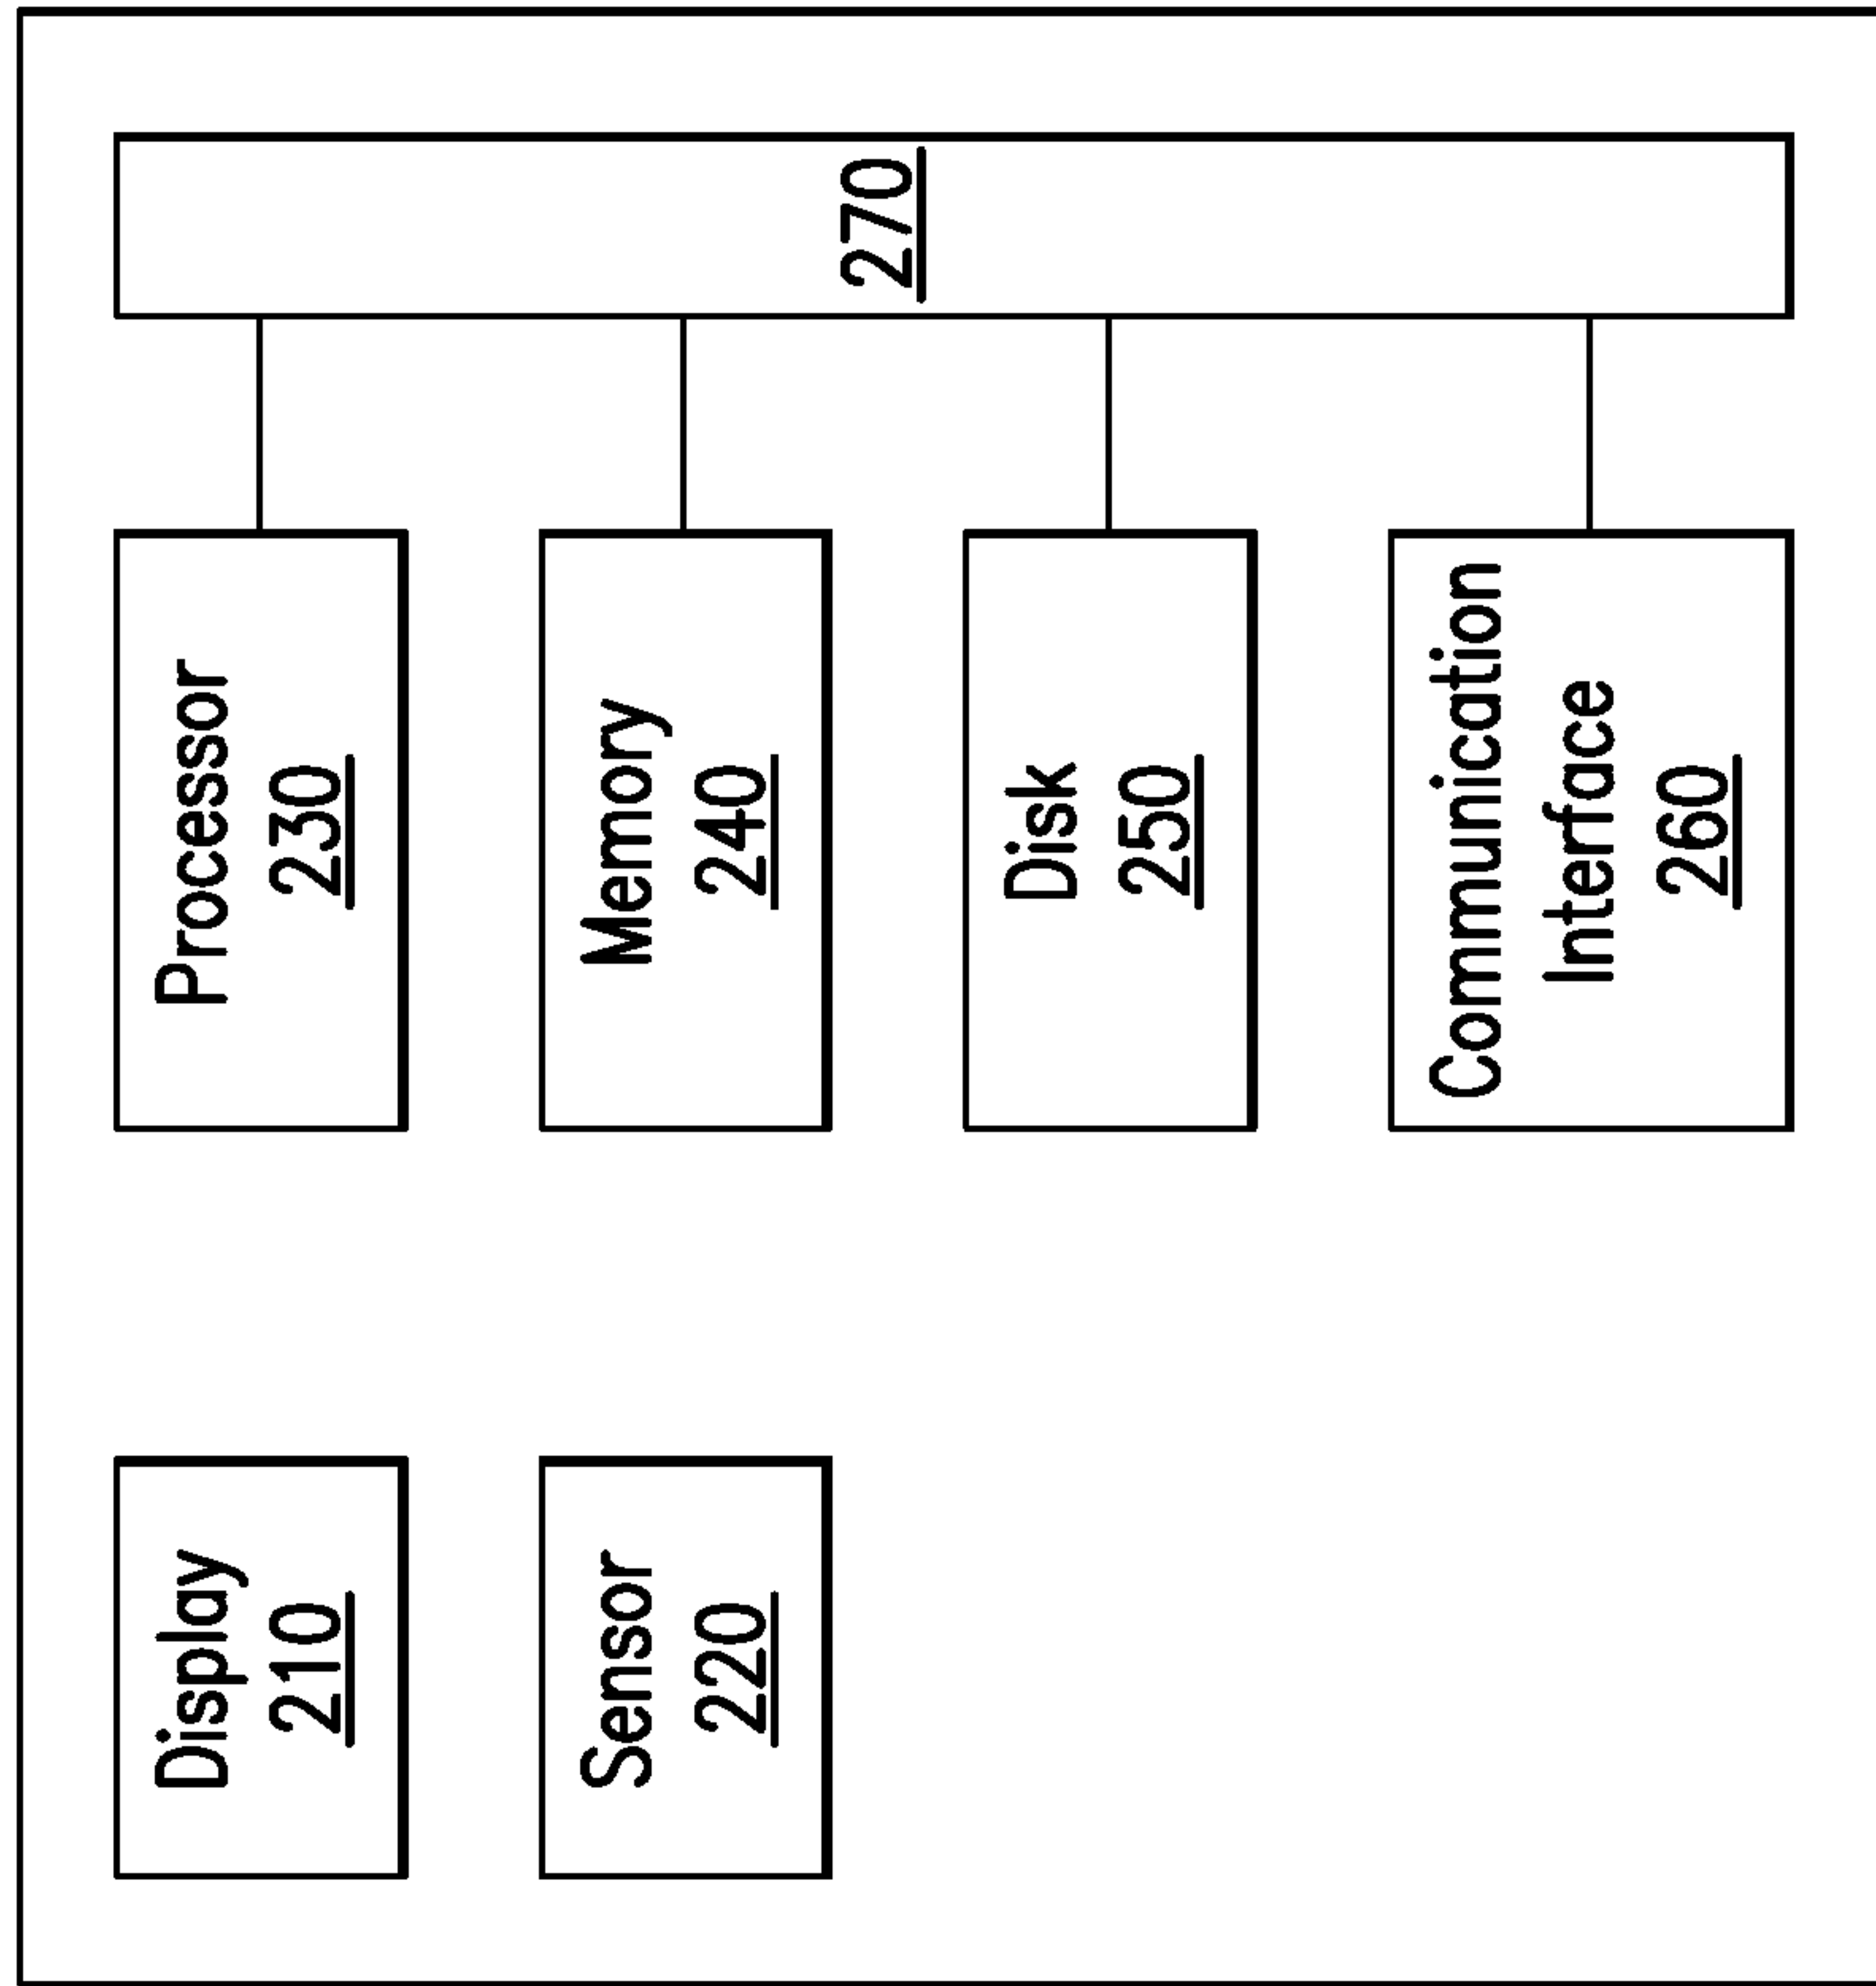 Display
210
Sensor
220
Processor
230
Memory
240
Disk
250
Communication
Interface
260
270